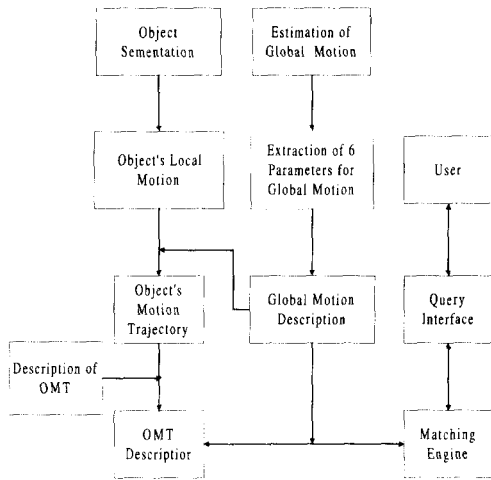 Object
Sementation
Estimation of
Global Motion
Object's Local
Motion
Extraction of 6
Parameters for
Global Motion
User
Object's
Motion
Trajectory
Global Motion
Description
Query
Interface
Description of
OMT
OMT
Description
Matching
Engine